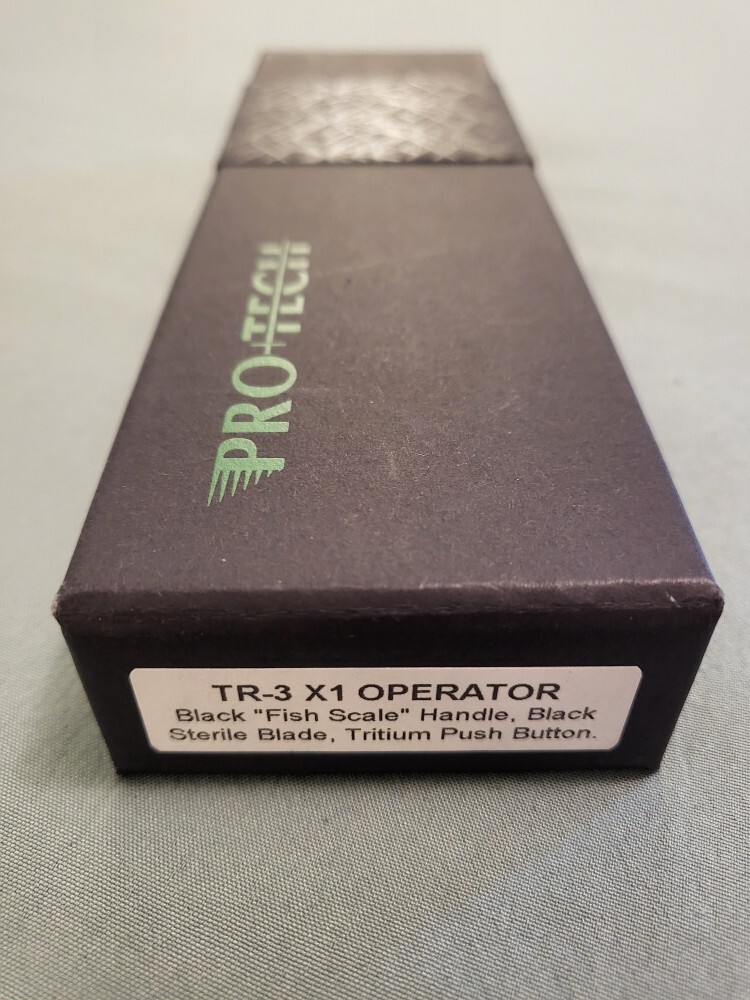 PRO-TECH
TR-3 X1 OPERATOR
Black "Fish Scale" Handle, Black
Sterile Blade, Tritium Push Button.